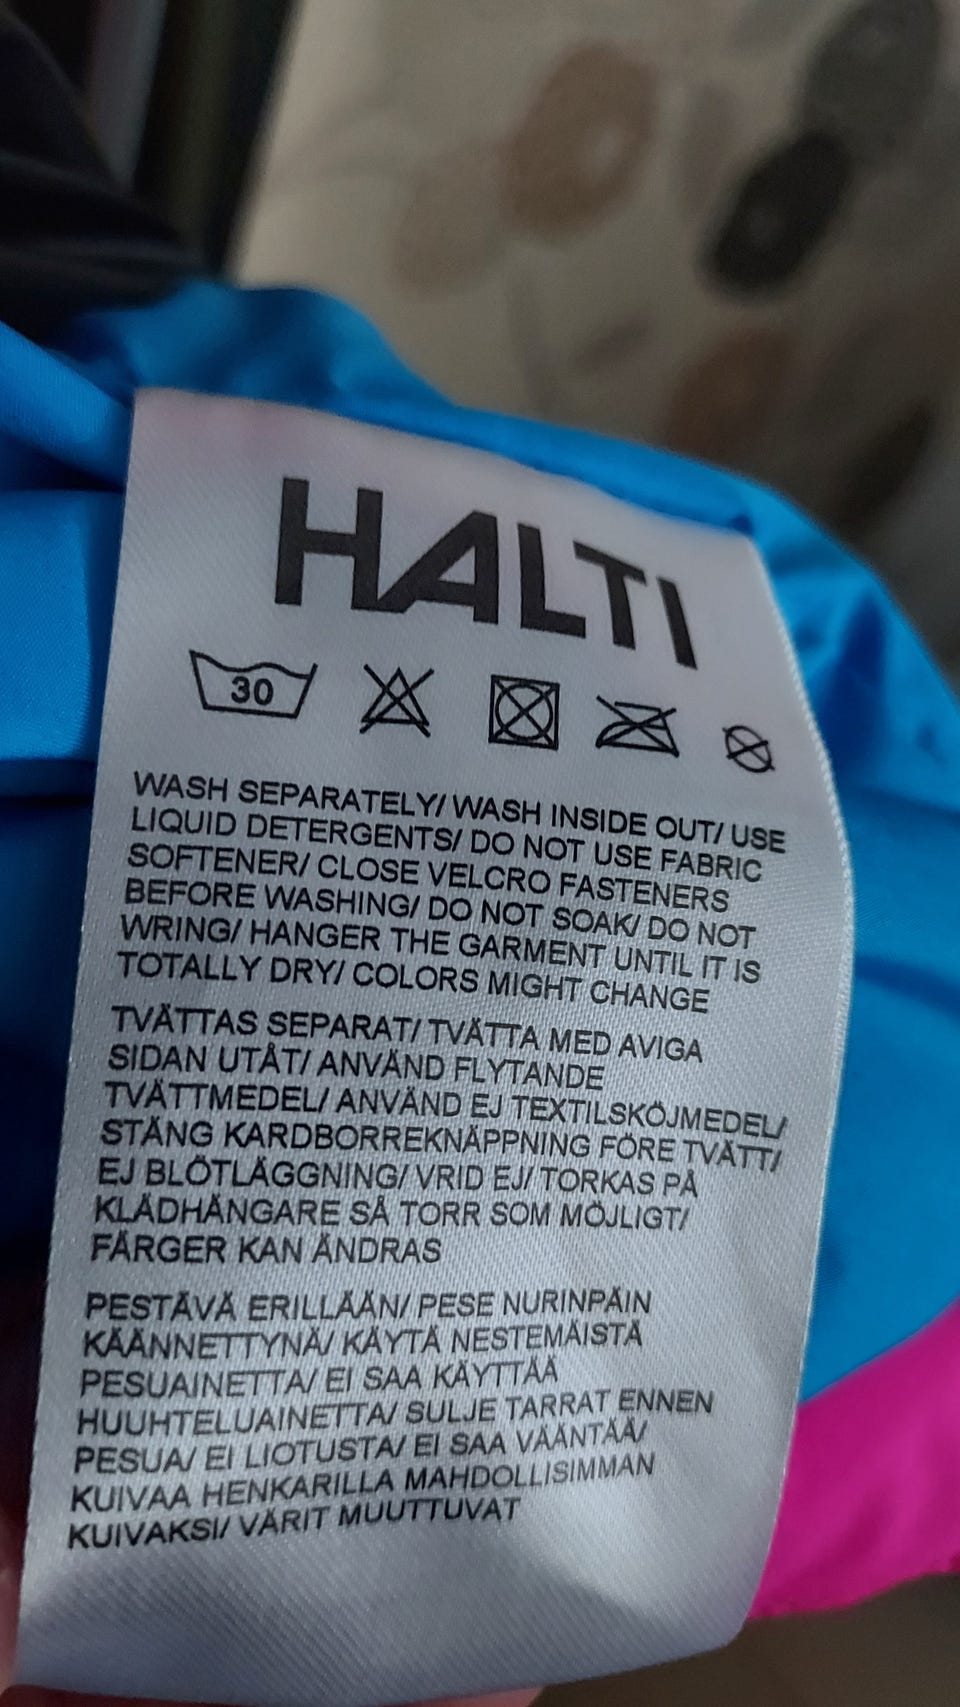 HALTI
30
WASH SEPARATELY/ WASH INSIDE OUT/ USE
LIQUID DETERGENTS/ DO NOT USE FABRIC
SOFTENER/ CLOSE VELCRO FASTENERS
BEFORE WASHING/ DO NOT SOAK/ DO NOT
WRING/ HANGER THE GARMENT UNTIL IT IS
TOTALLY DRY/ COLORS MIGHT CHANGE
TVÄTTAS SEPARAT/ TVÄTTA MED AVIGA
SIDAN UTÅT/ ANVÄND FLYTANDE
TVÄTTMEDEL/ ANVÄND EJ TEXTILSKÖJMEDEL/
STÄNG KARDBORREKNÄPPNING FÖRE TVÄTT/
EJ BLÖTLÄGGNING/ VRID EJ/ TORKAS PÅ
KLÄDHÄNGARE SÅ TORR SOM MÖJLIGT/
FÄRGER KAN ÄNDRAS
PESTÄVÄ ERILLÄÄN/ PESE NURINPÄIN
KÄÄNNETTYNÄ/ KÄYTÄ NESTEMÄISTÄ
PESUAINETTA/ EI SAA KÄYTTÄÄ
HUUHTELUAINETTA/ SULJE TARRAT ENNEN
PESUA/ EI LIOTUSTA/ EI SAA VÄÄNTÄÄ/
KUIVAA HENKARILLA MAHDOLLISIMMAN
KUIVAKSI/ VÄRIT MUUTTUVAT